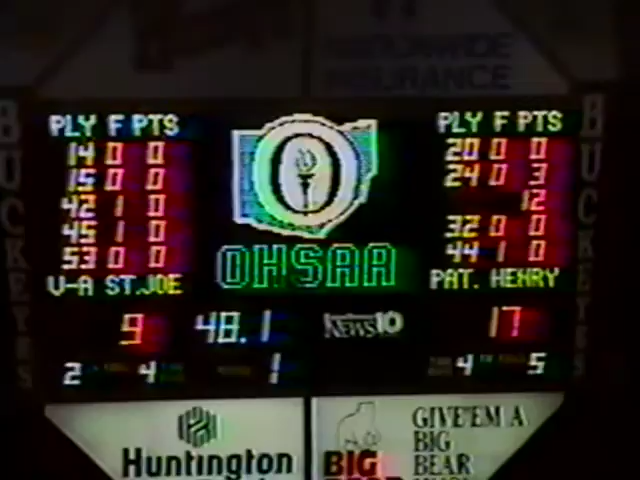 NATIONWIDE
INSURANCE
BUCKEYES
BUCKEYES
PLY F PTS
14 0 0
15 0 0
42 1 0
45 1 0
53 0 0
V-A ST.JOE
9
2 4
O
OHSAA
48.1
NEWS10
1
PLY F PTS
20 0 0
24 0 3
12
32 0 0
44 1 0
PAT. HENRY
17
4 5
Huntington
BIG
GIVE'EM A
BIG
BEAR